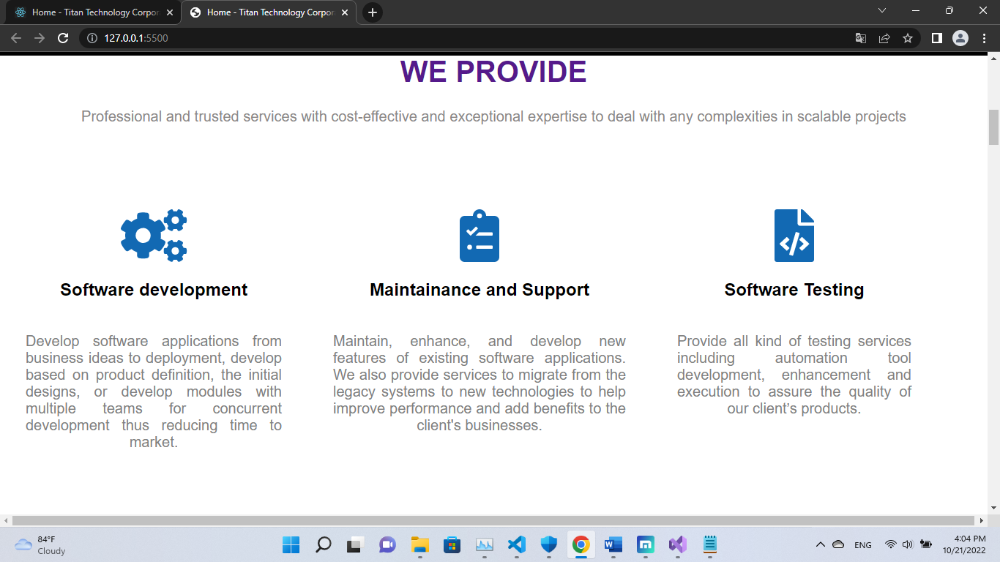 Home - Titan Technology Corpor
Home - Titan Technology Corpor
127.0.0.1:5500
WE PROVIDE
Professional and trusted services with cost-effective and exceptional expertise to deal with any complexities in scalable projects
Software development
Develop software applications from
business ideas to deployment, develop
based on product definition, the initial
designs, or develop modules with
multiple teams for concurrent
development thus reducing time to
market.
Maintainance and Support
Maintain, enhance, and develop new
features of existing software applications.
We also provide services to migrate from the
legacy systems to new technologies to help
improve performance and add benefits to the
client's businesses.
Software Testing
Provide all kind of testing services
including automation tool
development, enhancement and
execution to assure the quality of
our client’s products.
84°F
Cloudy
ENG
4:04 PM
10/21/2022